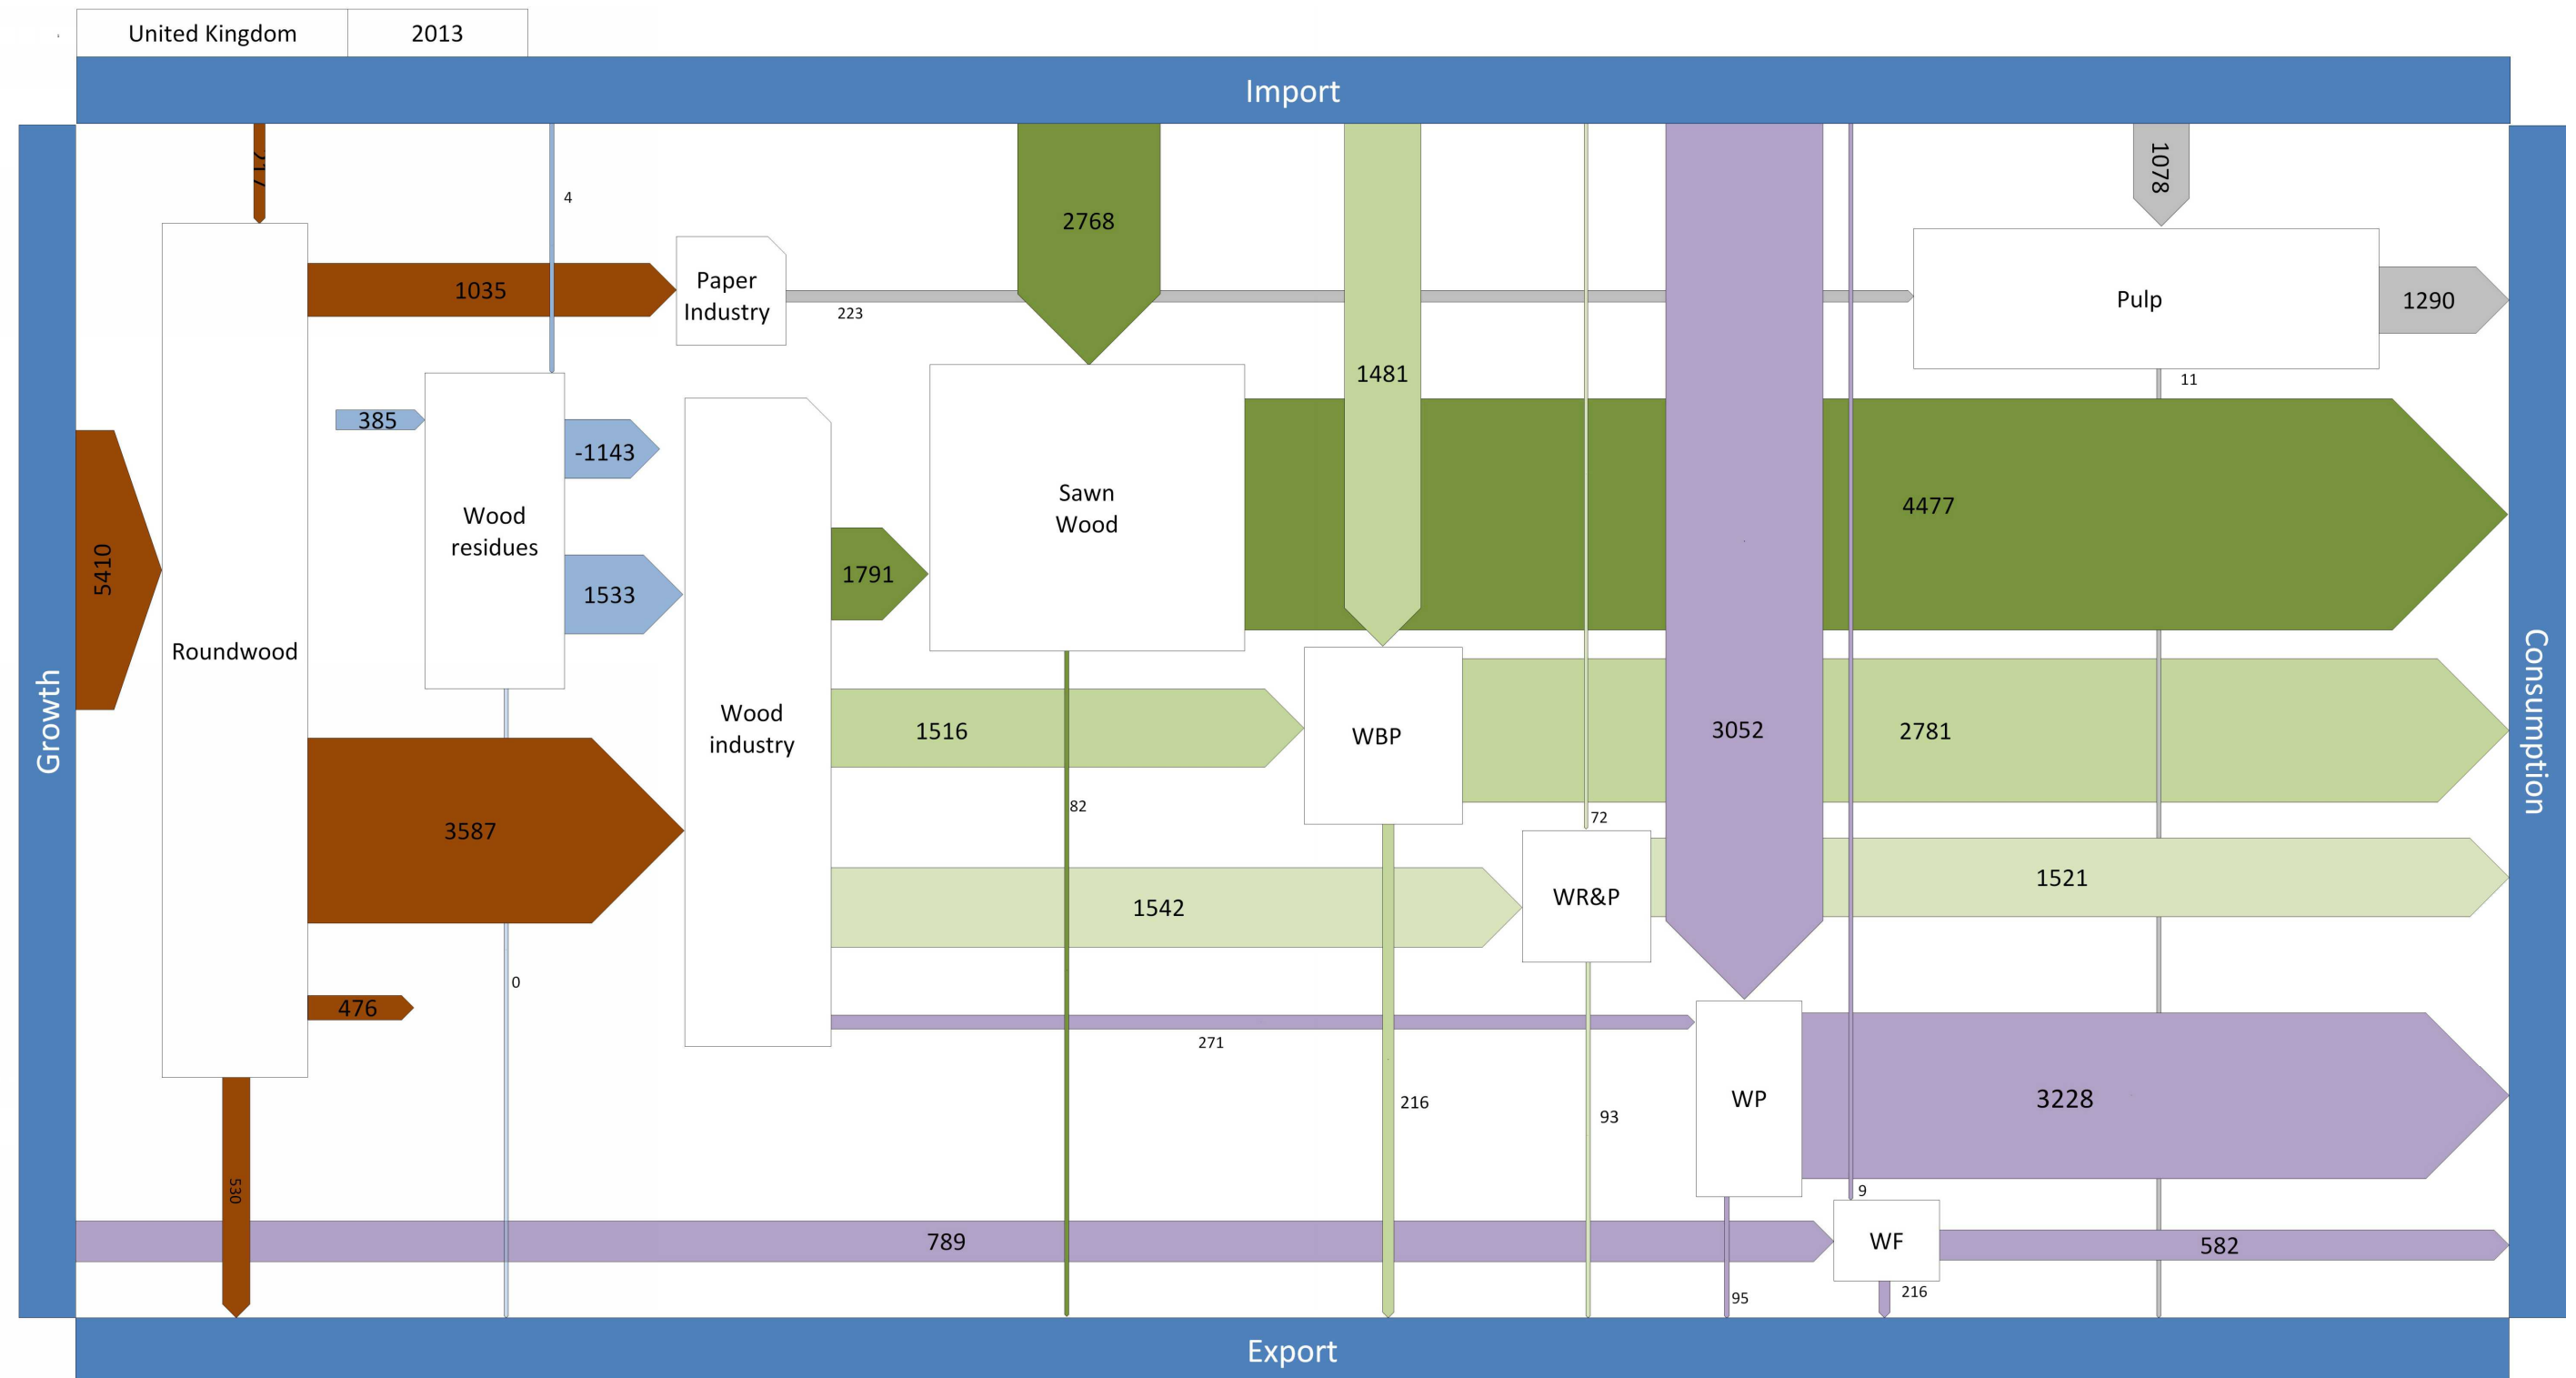 United Kingdom
2013
Import
Growth
Consumption
Export
217
4
2768
1481
1078
1035
Paper
Industry
223
Pulp
1290
11
385
-1143
Wood
residues
1533
5410
Roundwood
3587
476
530
0
Wood
industry
1791
Sawn
Wood
4477
1516
82
WBP
2781
3052
72
1542
WR&P
1521
271
216
93
WP
3228
95
9
789
WF
582
216